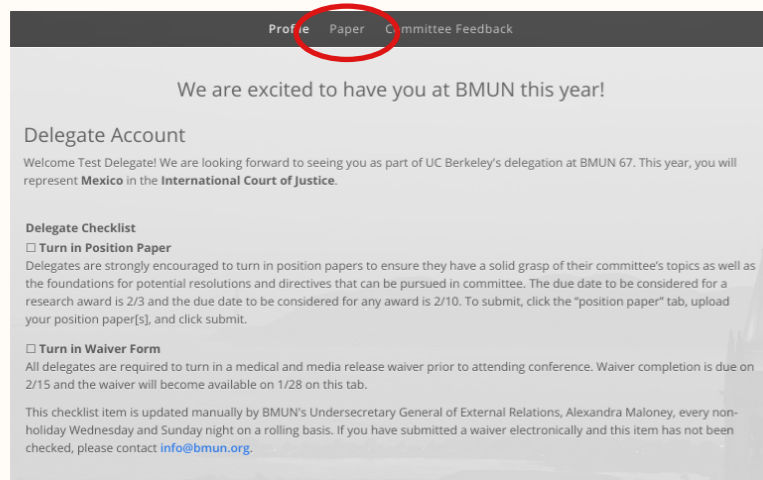 Profile Paper Committee Feedback
We are excited to have you at BMUN this year!
Delegate Account
Welcome Test Delegate! We are looking forward to seeing you as part of UC Berkeley's delegation at BMUN 67. This year, you will
represent Mexico in the International Court of Justice.
Delegate Checklist
☐ Turn in Position Paper
Delegates are strongly encouraged to turn in position papers to ensure they have a solid grasp of their committee's topics as well as
the foundations for potential resolutions and directives that can be pursued in committee. The due date to be considered for a
research award is 2/3 and the due date to be considered for any award is 2/10. To submit, click the “position paper” tab, upload
your position paper[s], and click submit.
☐ Turn in Waiver Form
All delegates are required to turn in a medical and media release waiver prior to attending conference. Waiver completion is due on
2/15 and the waiver will become available on 1/28 on this tab.
This checklist item is updated manually by BMUN's Undersecretary General of External Relations, Alexandra Maloney, every non-
holiday Wednesday and Sunday night on a rolling basis. If you have submitted a waiver electronically and this item has not been
checked, please contact info@bmun.org.